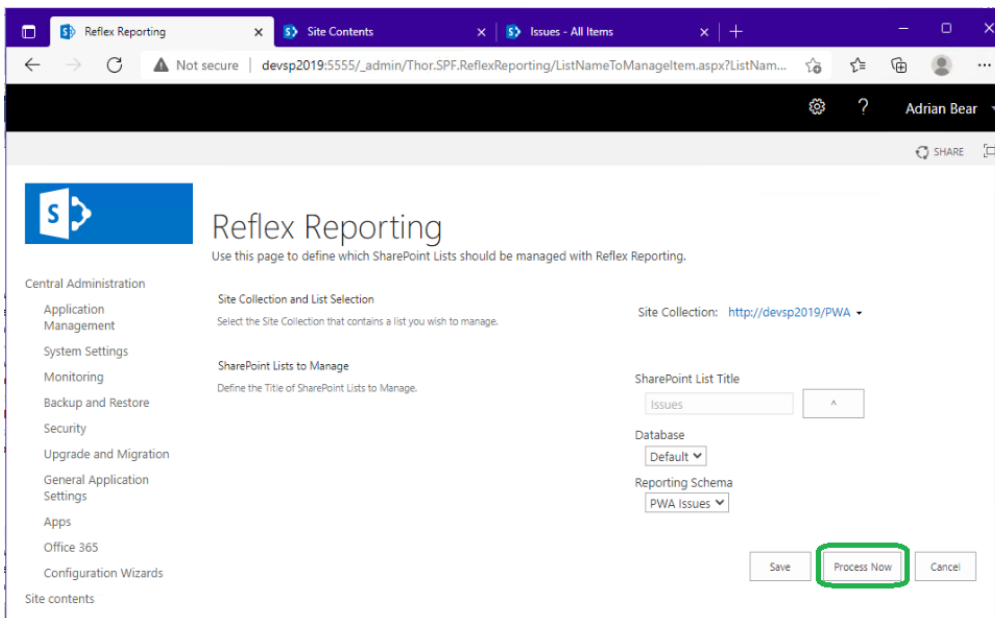 Reflex Reporting
Site Contents
Issues - All Items
Not secure | devsp2019:5555/_admin/Thor.SPF.ReflexReporting/ListNameToManageItem.aspx?ListNam...
? Adrian Bear
SHARE
S
Reflex Reporting
Use this page to define which SharePoint Lists should be managed with Reflex Reporting.
Central Administration
Application
Management
System Settings
Monitoring
Backup and Restore
Security
Upgrade and Migration
General Application
Settings
Apps
Office 365
Configuration Wizards
Site contents
Site Collection and List Selection
Select the Site Collection that contains a list you wish to manage.
Site Collection: http://devsp2019/PWA
SharePoint Lists to Manage
Define the Title of SharePoint Lists to Manage.
SharePoint List Title
Issues
^
Database
Default
Reporting Schema
PWA Issues
Save
Process Now
Cancel